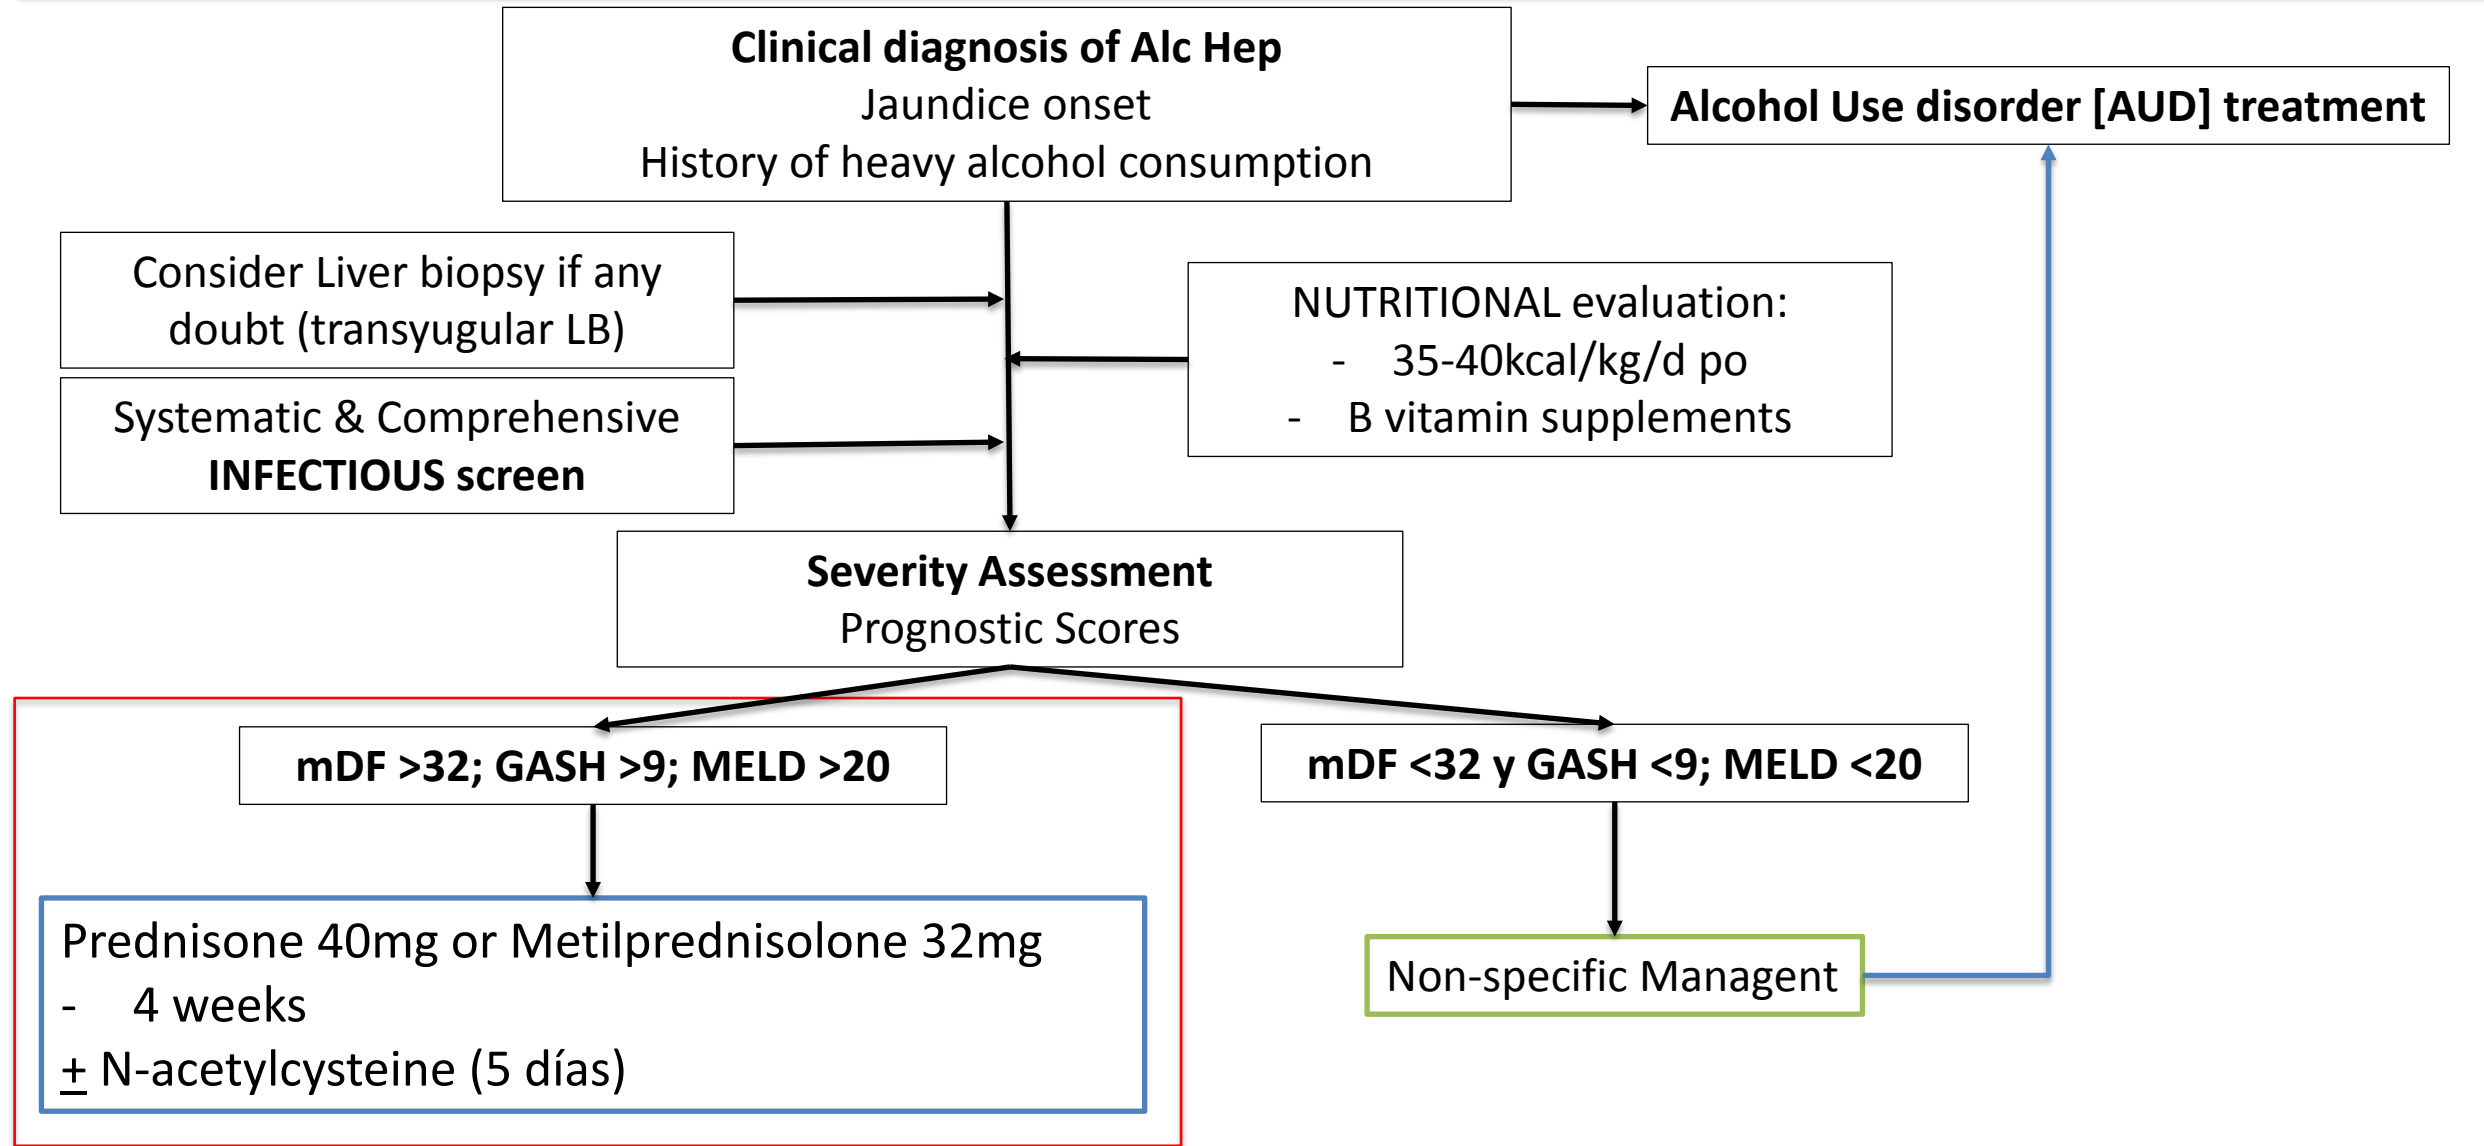 Clinical diagnosis of Alc Hep
Jaundice onset
History of heavy alcohol consumption
Alcohol Use disorder [AUD] treatment
Consider Liver biopsy if any
doubt (transyugular LB)
Systematic & Comprehensive
INFECTIOUS screen
NUTRITIONAL evaluation:
- 35-40kcal/kg/d po
- B vitamin supplements
Severity Assessment
Prognostic Scores
mDF >32; GASH >9; MELD >20
mDF <32 y GASH <9; MELD <20
Prednisone 40mg or Metilprednisolone 32mg
- 4 weeks
± N-acetylcysteine (5 días)
Non-specific Managent